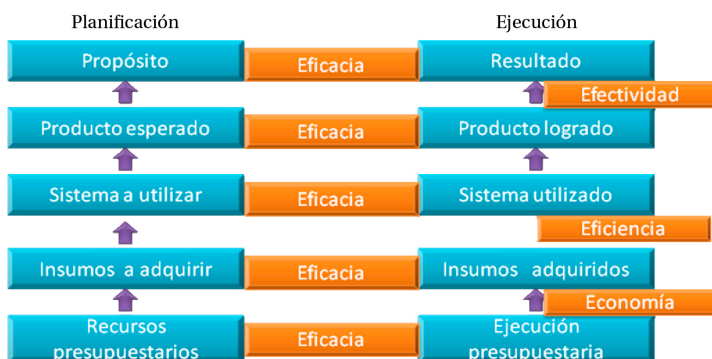 Planificación Ejecución
Propósito Eficacia Resultado
Efectividad
Producto esperado Eficacia Producto logrado
Sistema a utilizar Eficacia Sistema utilizado
Eficiencia
Insumos a adquirir Eficacia Insumos adquiridos
Economía
Recursos Ejecución
presupuestarios Eficacia presupuestaria